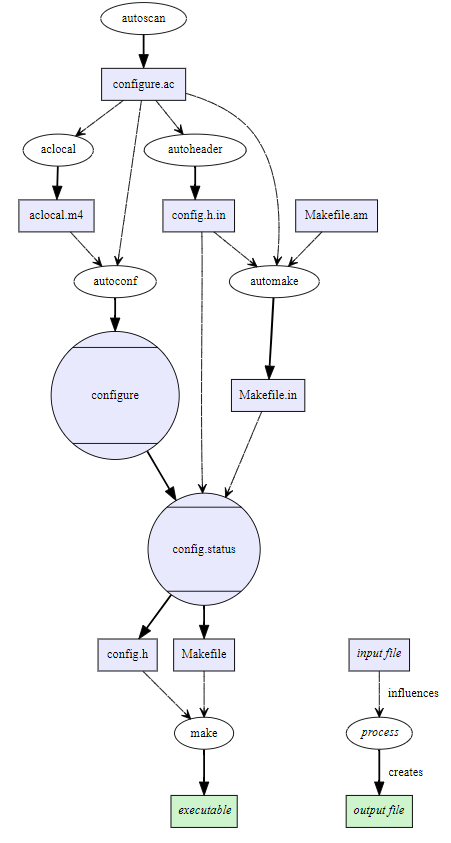 autoscan
configure.ac
aclocal
autoheader
aclocal.m4
config.h.in
Makefile.am
autoconf
automake
configure
Makefile.in
config.status
config.h
Makefile
input file
influences
make
process
creates
executable
output file